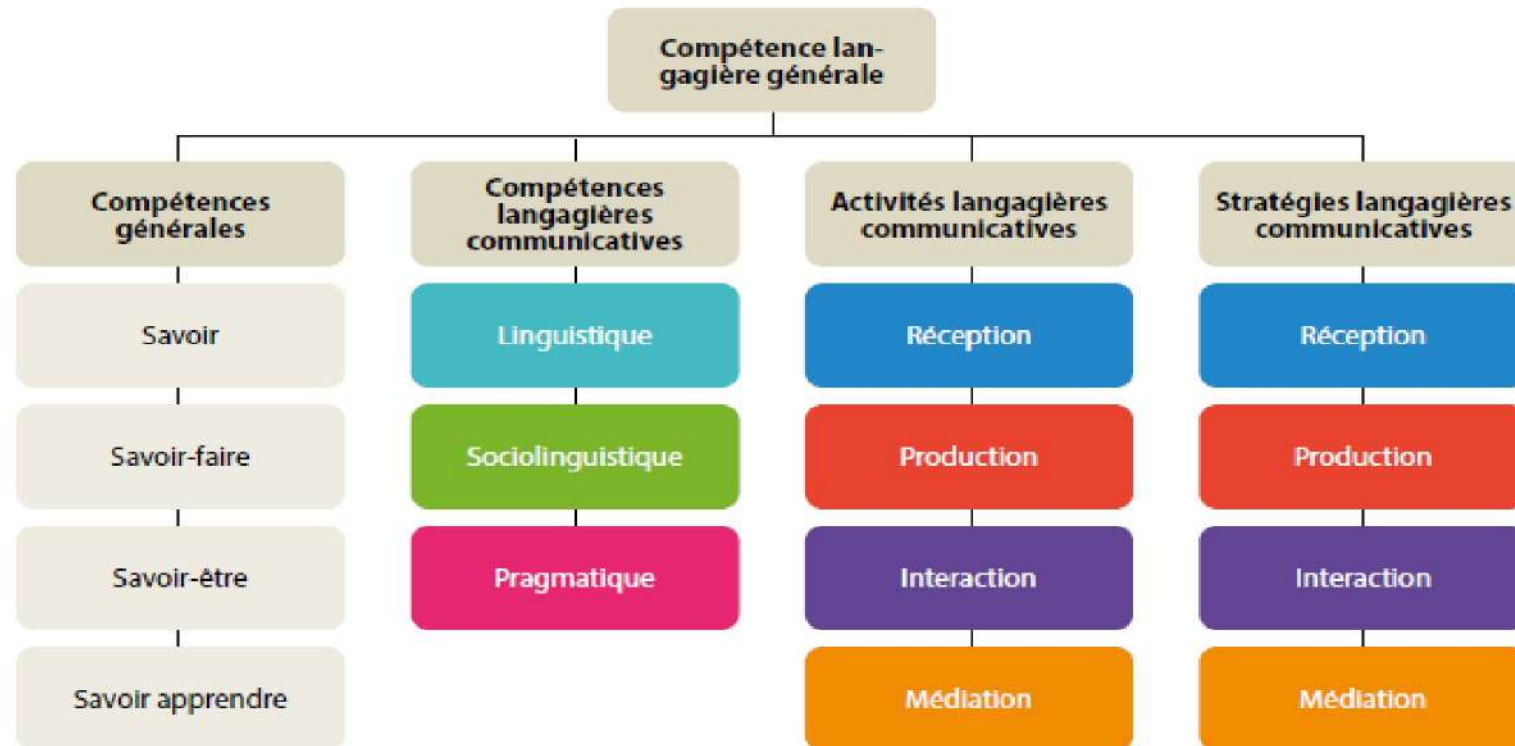 Compétence lan-
gagière générale
Compétences
générales
Savoir
Savoir-faire
Savoir-être
Savoir apprendre
Compétences
langagières
communicatives
Linguistique
Sociolinguistique
Pragmatique
Activités langagières
communicatives
Réception
Production
Interaction
Médiation
Stratégies langagières
communicatives
Réception
Production
Interaction
Médiation